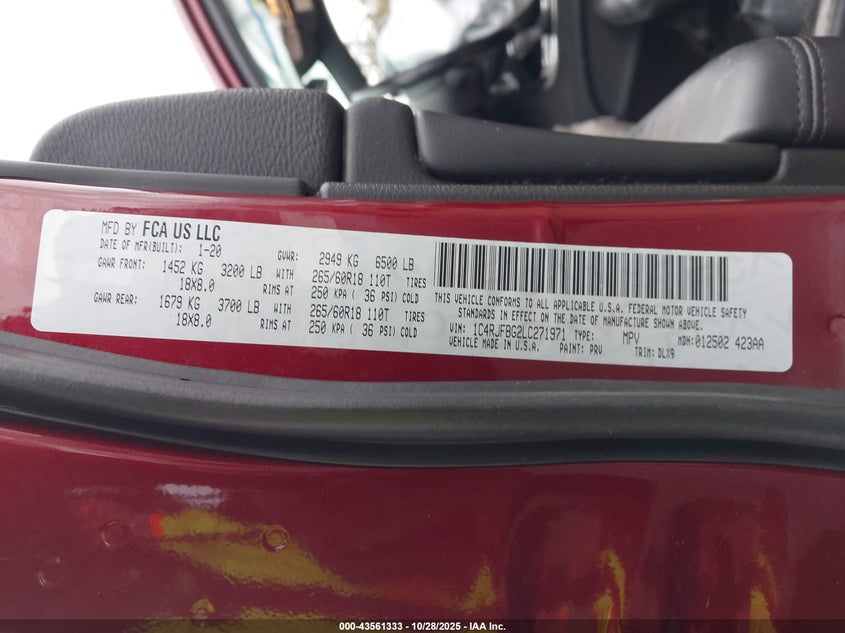 MFD BY FCA US LLC
DATE OF MFR(BUILT): 1-20 GVWR: 2949 KG 6500 LB
GAWR FRONT: 1452 KG 3200 LB WITH 265/60R18 110T TIRES
18X8.0 RIMS AT 250 KPA ( 36 PSI) COLD
GAWR REAR: 1679 KG 3700 LB WITH 265/60R18 110T TIRES
18X8.0 RIMS AT 250 KPA ( 36 PSI) COLD
THIS VEHICLE CONFORMS TO ALL APPLICABLE U.S.A. FEDERAL MOTOR VEHICLE SAFETY
STANDARDS IN EFFECT ON THE DATE OF MANUFACTURE SHOWN ABOVE.
VIN: 1C4RJFBG2LC271971 TYPE: MPV MDH: 012502 423AA
VEHICLE MADE IN U.S.A. PAINT: PRV TRIM: DLX9
000-43561333 | 10/28/2025 - IAA Inc.